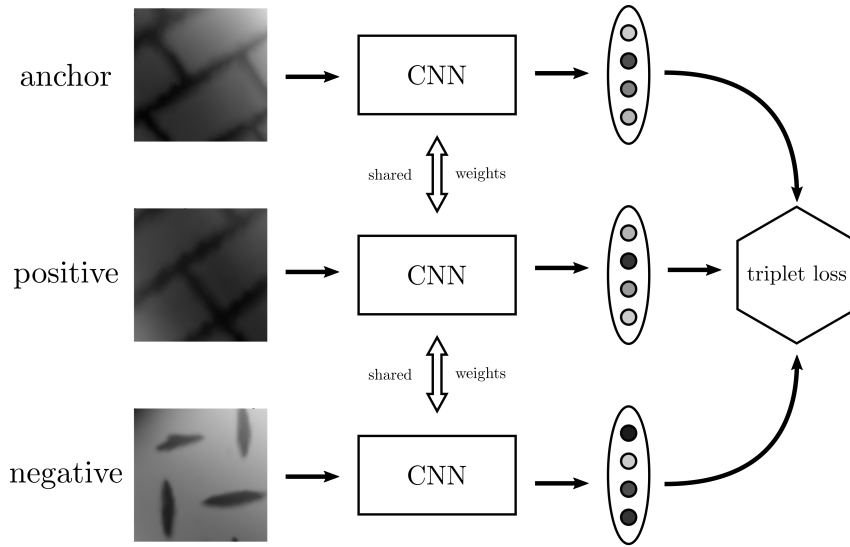 anchor
CNN
shared weights
positive
CNN
triplet loss
shared weights
negative
CNN